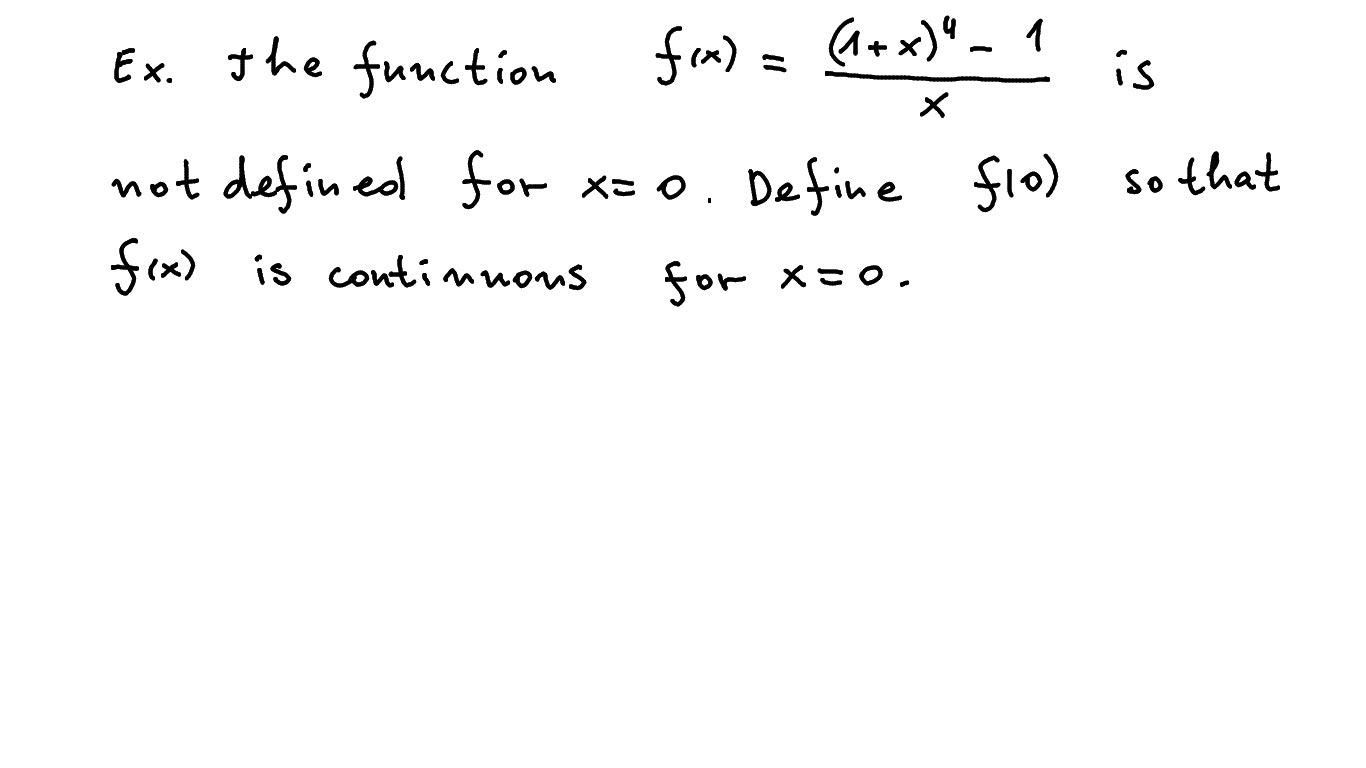 Ex. The function f(x) = ((1+x)^4 - 1)/x is
not defined for x = 0. Define f(0) so that
f(x) is continuous for x = 0.